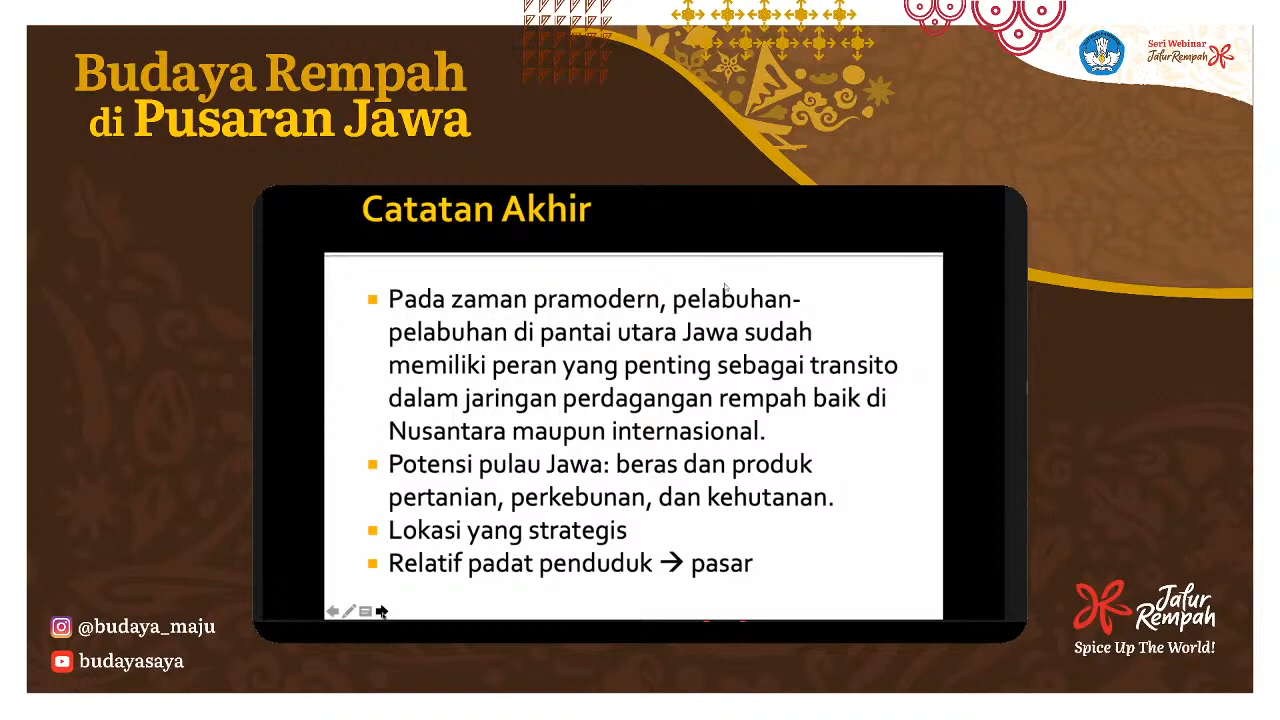 Budaya Rempah
di Pusaran Jawa
Seri Webinar
Jalur Rempah
Catatan Akhir
Pada zaman pramodern, pelabuhan-
pelabuhan di pantai utara Jawa sudah
memiliki peran yang penting sebagai transito
dalam jaringan perdagangan rempah baik di
Nusantara maupun internasional.
Potensi pulau Jawa: beras dan produk
pertanian, perkebunan, dan kehutanan.
Lokasi yang strategis
Relatif padat penduduk → pasar
@budaya_maju
budayasaya
Jalur
Rempah
Spice Up The World!